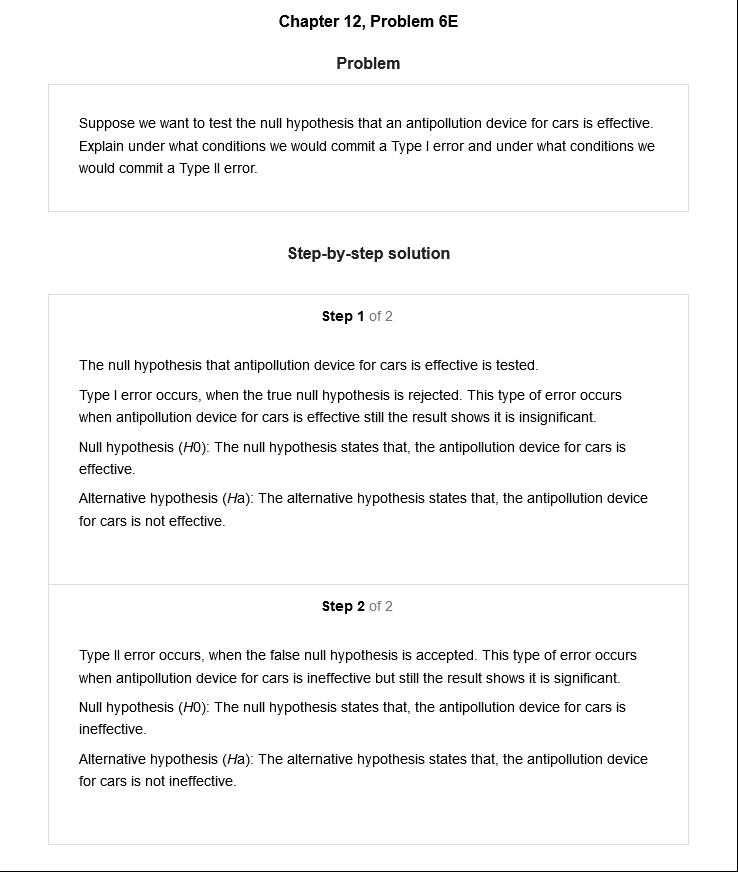 Chapter 12, Problem 6E
Problem
Suppose we want to test the null hypothesis that an antipollution device for cars is effective.
Explain under what conditions we would commit a Type I error and under what conditions we
would commit a Type II error.
Step-by-step solution
Step 1 of 2
The null hypothesis that antipollution device for cars is effective is tested.
Type I error occurs, when the true null hypothesis is rejected. This type of error occurs
when antipollution device for cars is effective still the result shows it is insignificant.
Null hypothesis (H0): The null hypothesis states that, the antipollution device for cars is
effective.
Alternative hypothesis (Ha): The alternative hypothesis states that, the antipollution device
for cars is not effective.
Step 2 of 2
Type II error occurs, when the false null hypothesis is accepted. This type of error occurs
when antipollution device for cars is ineffective but still the result shows it is significant.
Null hypothesis (H0): The null hypothesis states that, the antipollution device for cars is
ineffective.
Alternative hypothesis (Ha): The alternative hypothesis states that, the antipollution device
for cars is not ineffective.